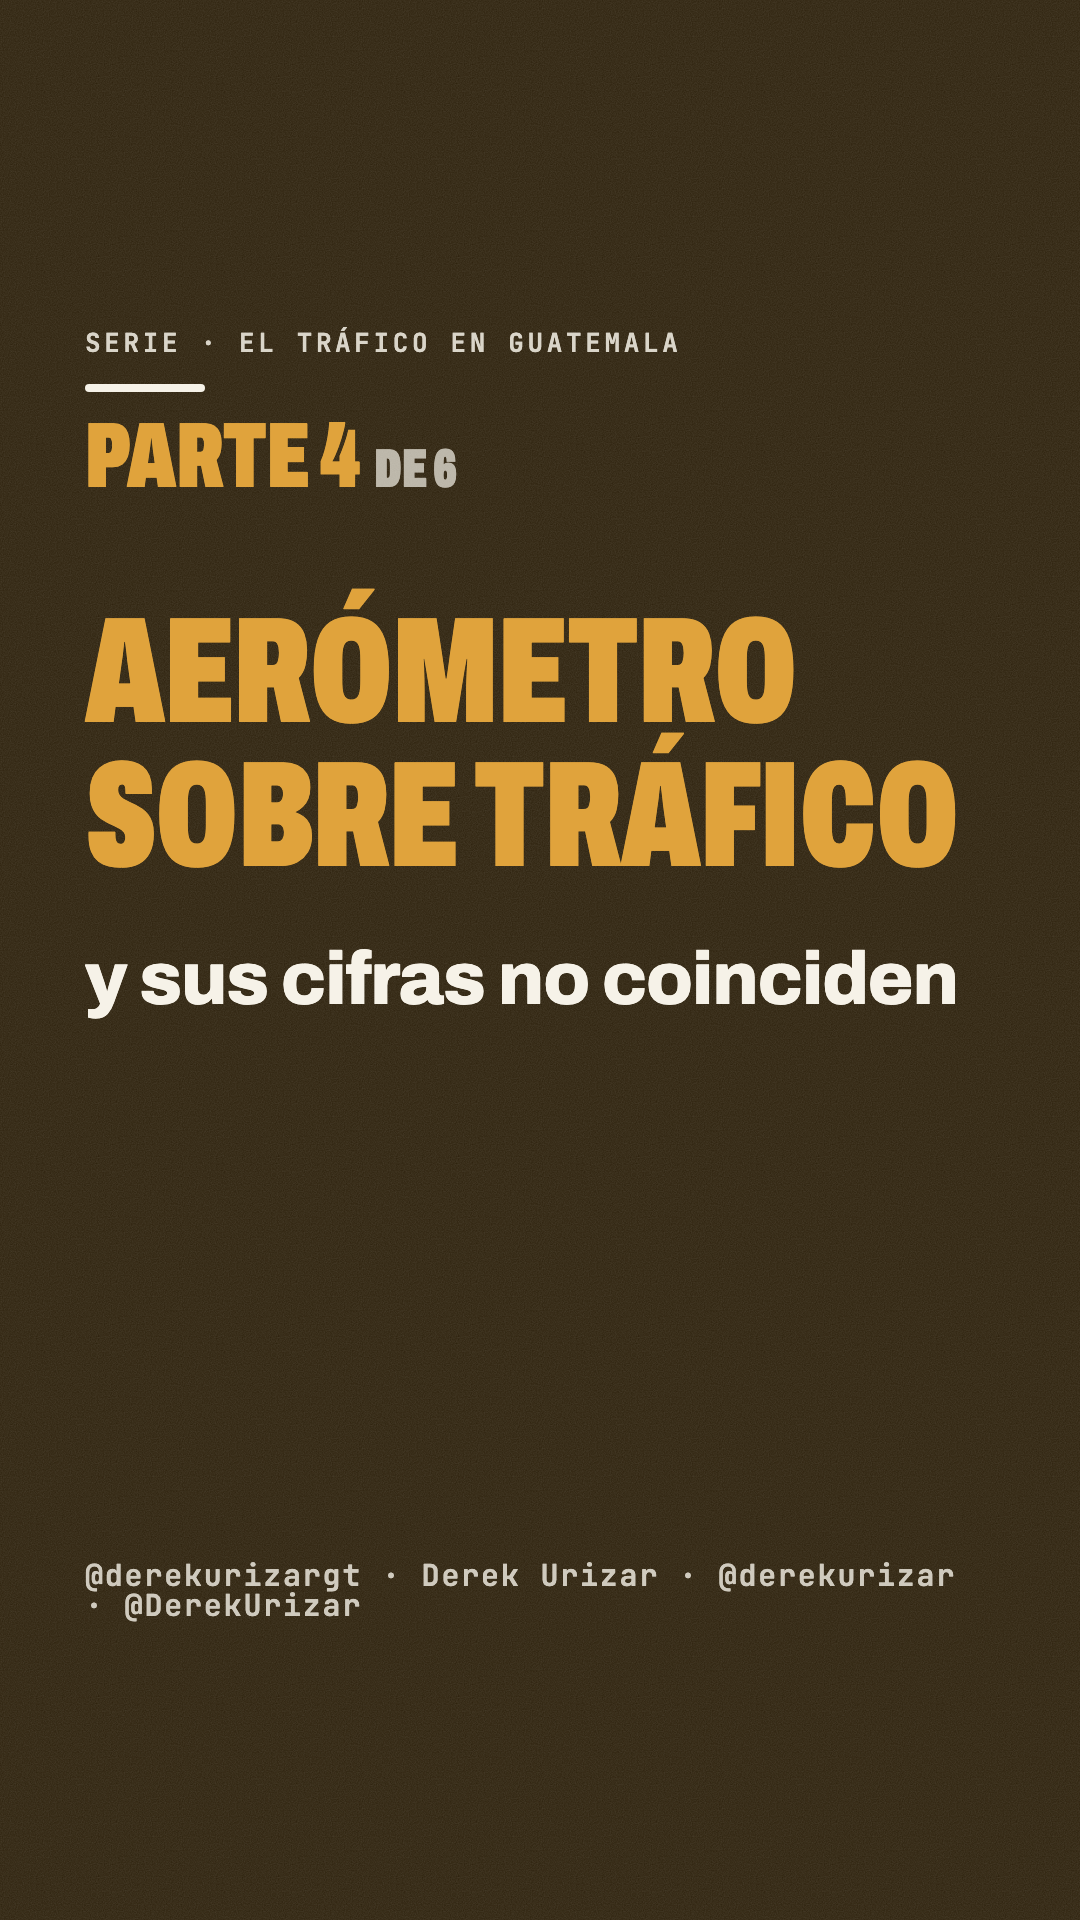 SERIE · EL TRÁFICO EN GUATEMALA
PARTE 4 DE 6
AERÓMETRO
SOBRE TRÁFICO
y sus cifras no coinciden
@derekurizargt · Derek Urizar · @derekurizar
· @DerekUrizar